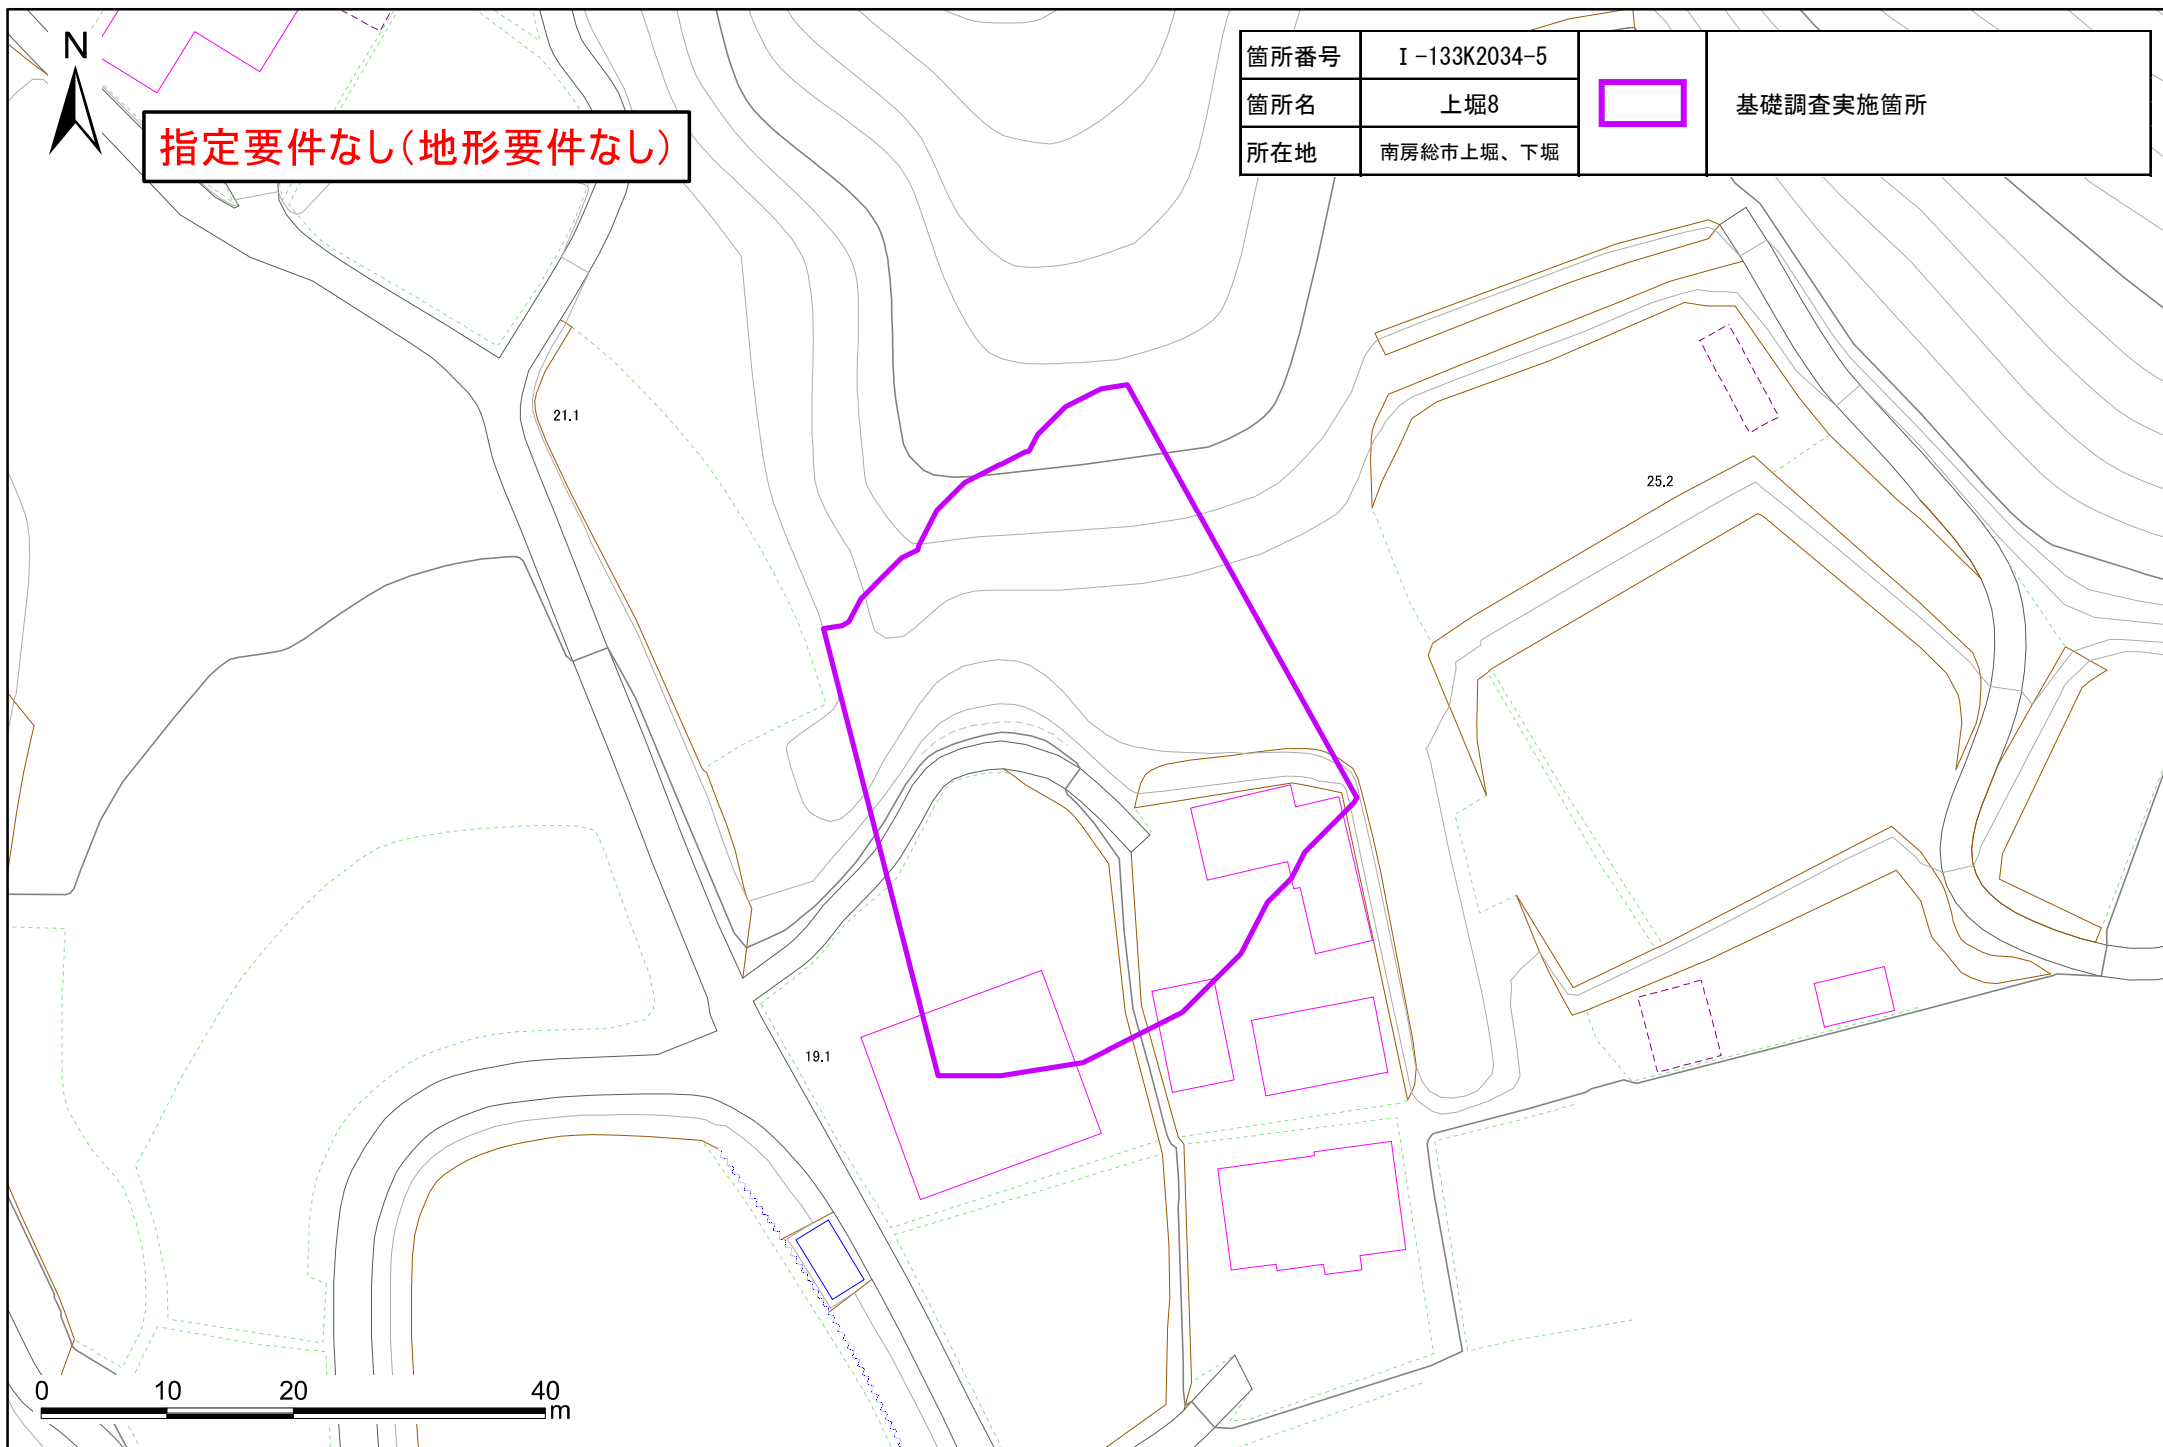 N
指定要件なし(地形要件なし)
箇所番号 Ⅰ-133K2034-5
箇所名 上堀8
所在地 南房総市上堀、下堀
基礎調査実施箇所
21.1
25.2
19.1
0 10 20 40
m